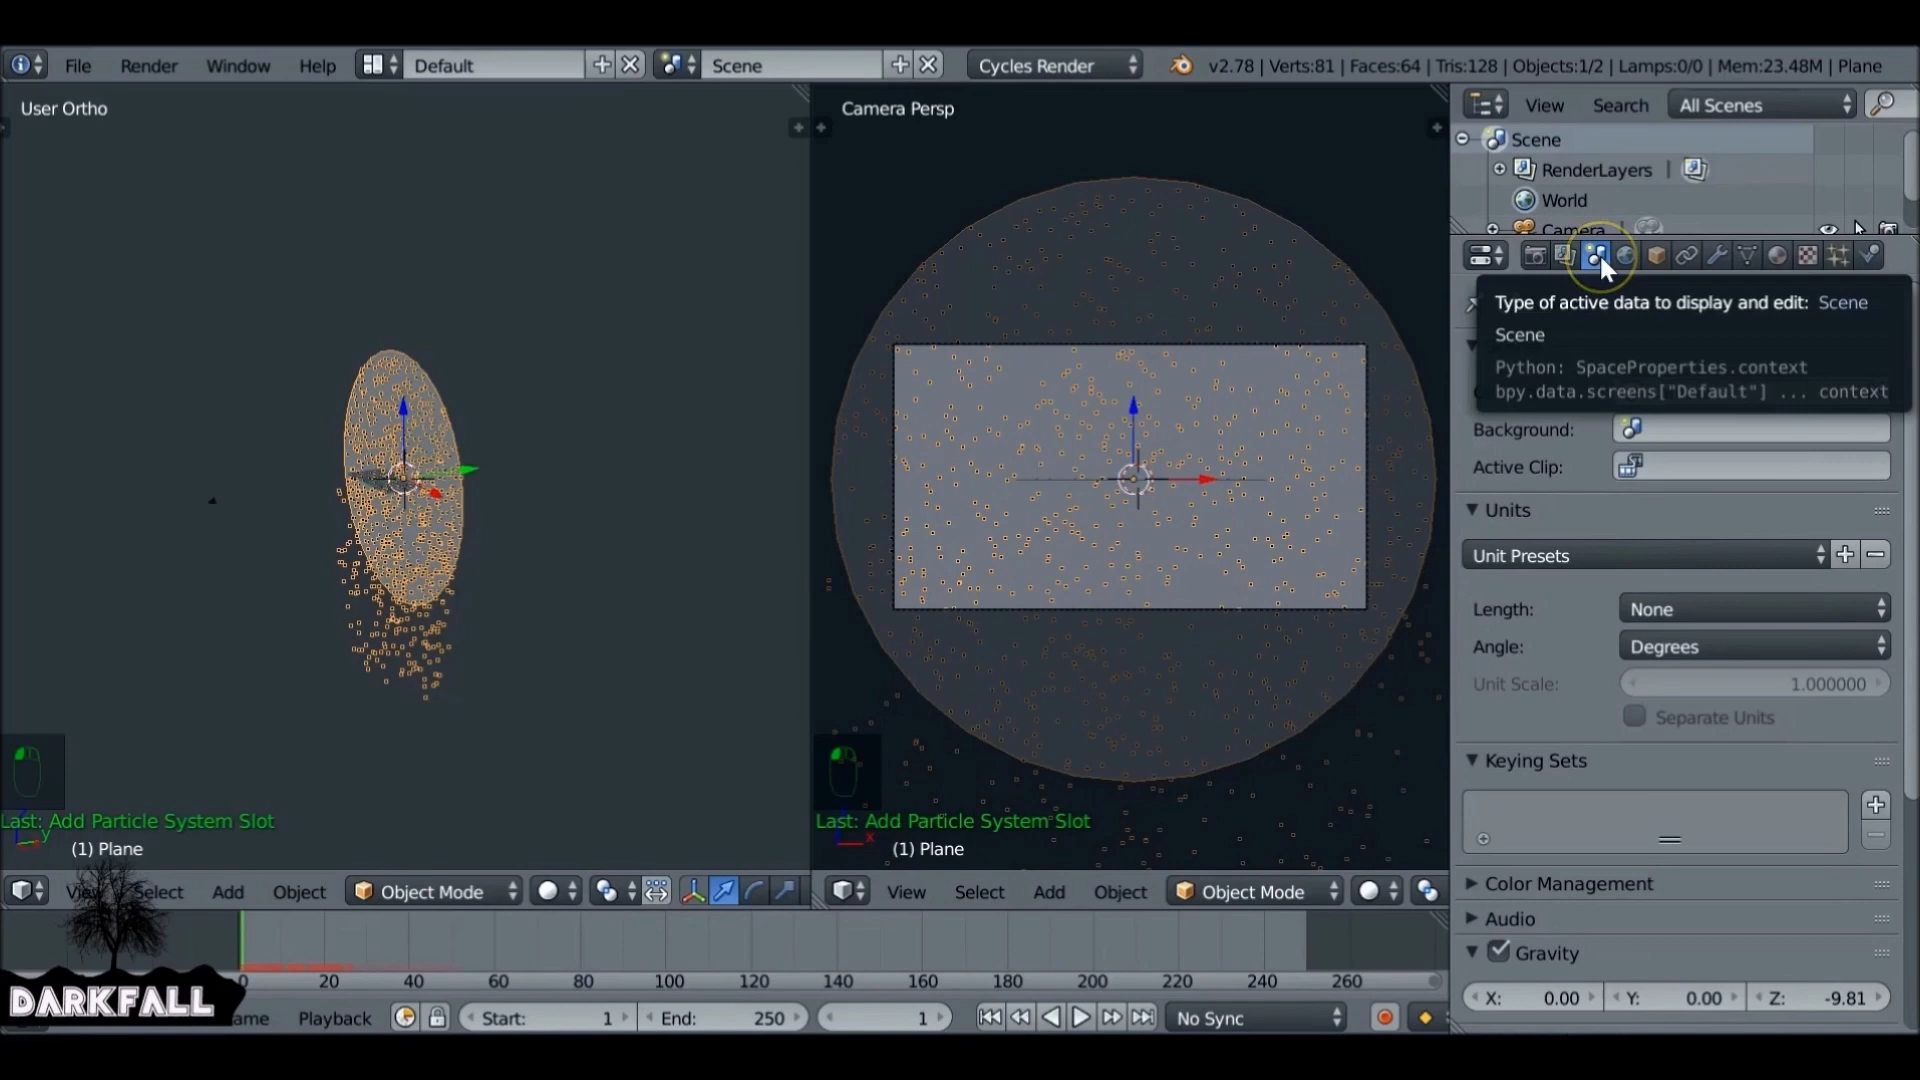 File Render Window Help Default Scene Cycles Render v2.78 | Verts:81 | Faces:64 | Tris:128 | Objects:1/2 | Lamps:0/0 | Mem:23.48M | Plane
User Ortho
Camera Persp
View Search All Scenes
Scene
RenderLayers
World
Camera
Type of active data to display and edit: Scene
Scene
Python: SpaceProperties.context
bpy.data.screens["Default"] ... context
Background:
Active Clip:
Units
Unit Presets
Length: None
Angle: Degrees
Unit Scale: 1.000000
Separate Units
Keying Sets
Color Management
Audio
Gravity
X: 0.00 Y: 0.00 Z: -9.81
Last: Add Particle System Slot
y
(1) Plane
Last: Add Particle System Slot
x
(1) Plane
Select Add Object Object Mode
View Select Add Object Object Mode
0 20 40 60 80 100 120 140 160 180 200 220 240 260
DARKFALL
Playback Start: 1 End: 250 1 No Sync